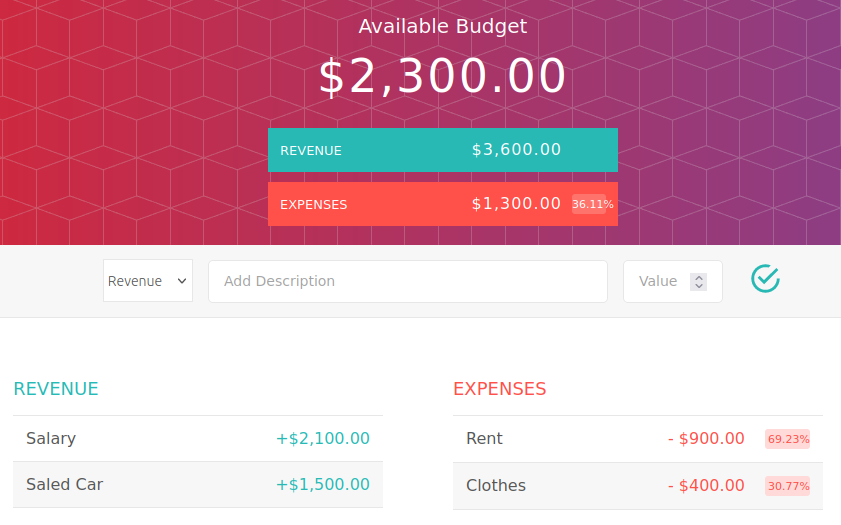 Available Budget
$2,300.00
REVENUE $3,600.00
EXPENSES $1,300.00 36.11%
Revenue Add Description Value
REVENUE
Salary +$2,100.00
Saled Car +$1,500.00
EXPENSES
Rent - $900.00 69.23%
Clothes - $400.00 30.77%